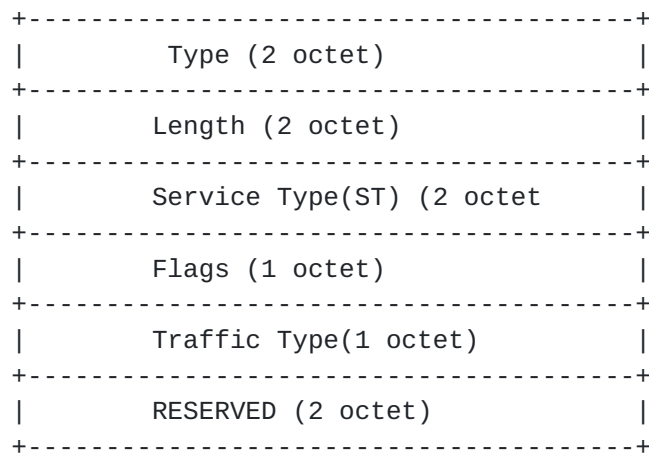 +---------------------------------------+
| Type (2 octet) |
+---------------------------------------+
| Length (2 octet) |
+---------------------------------------+
| Service Type(ST) (2 octet |
+---------------------------------------+
| Flags (1 octet) |
+---------------------------------------+
| Traffic Type(1 octet) |
+---------------------------------------+
| RESERVED (2 octet) |
+---------------------------------------+